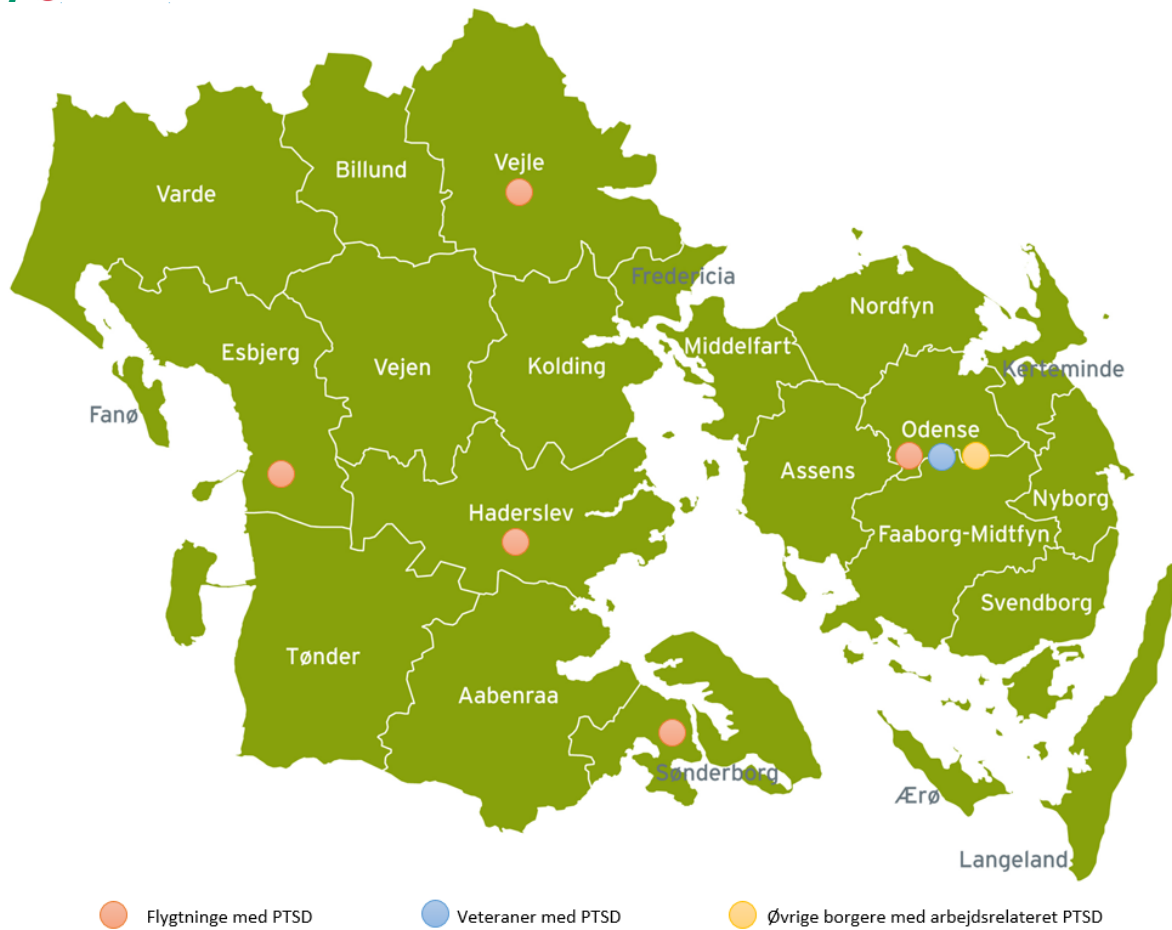 Vejle
Billund
Varde
Fredericia
Nordfyn
Middelfart
Esbjerg
Vejen
Kolding
Kerteminde
Fanø
Odense
Assens
Nyborg
Haderslev
Faaborg-Midtfyn
Svendborg
Tønder
Aabenraa
Sønderborg
Ærø
Langeland
Flygtninge med PTSD
Veteraner med PTSD
Øvrige borgere med arbejdsrelateret PTSD